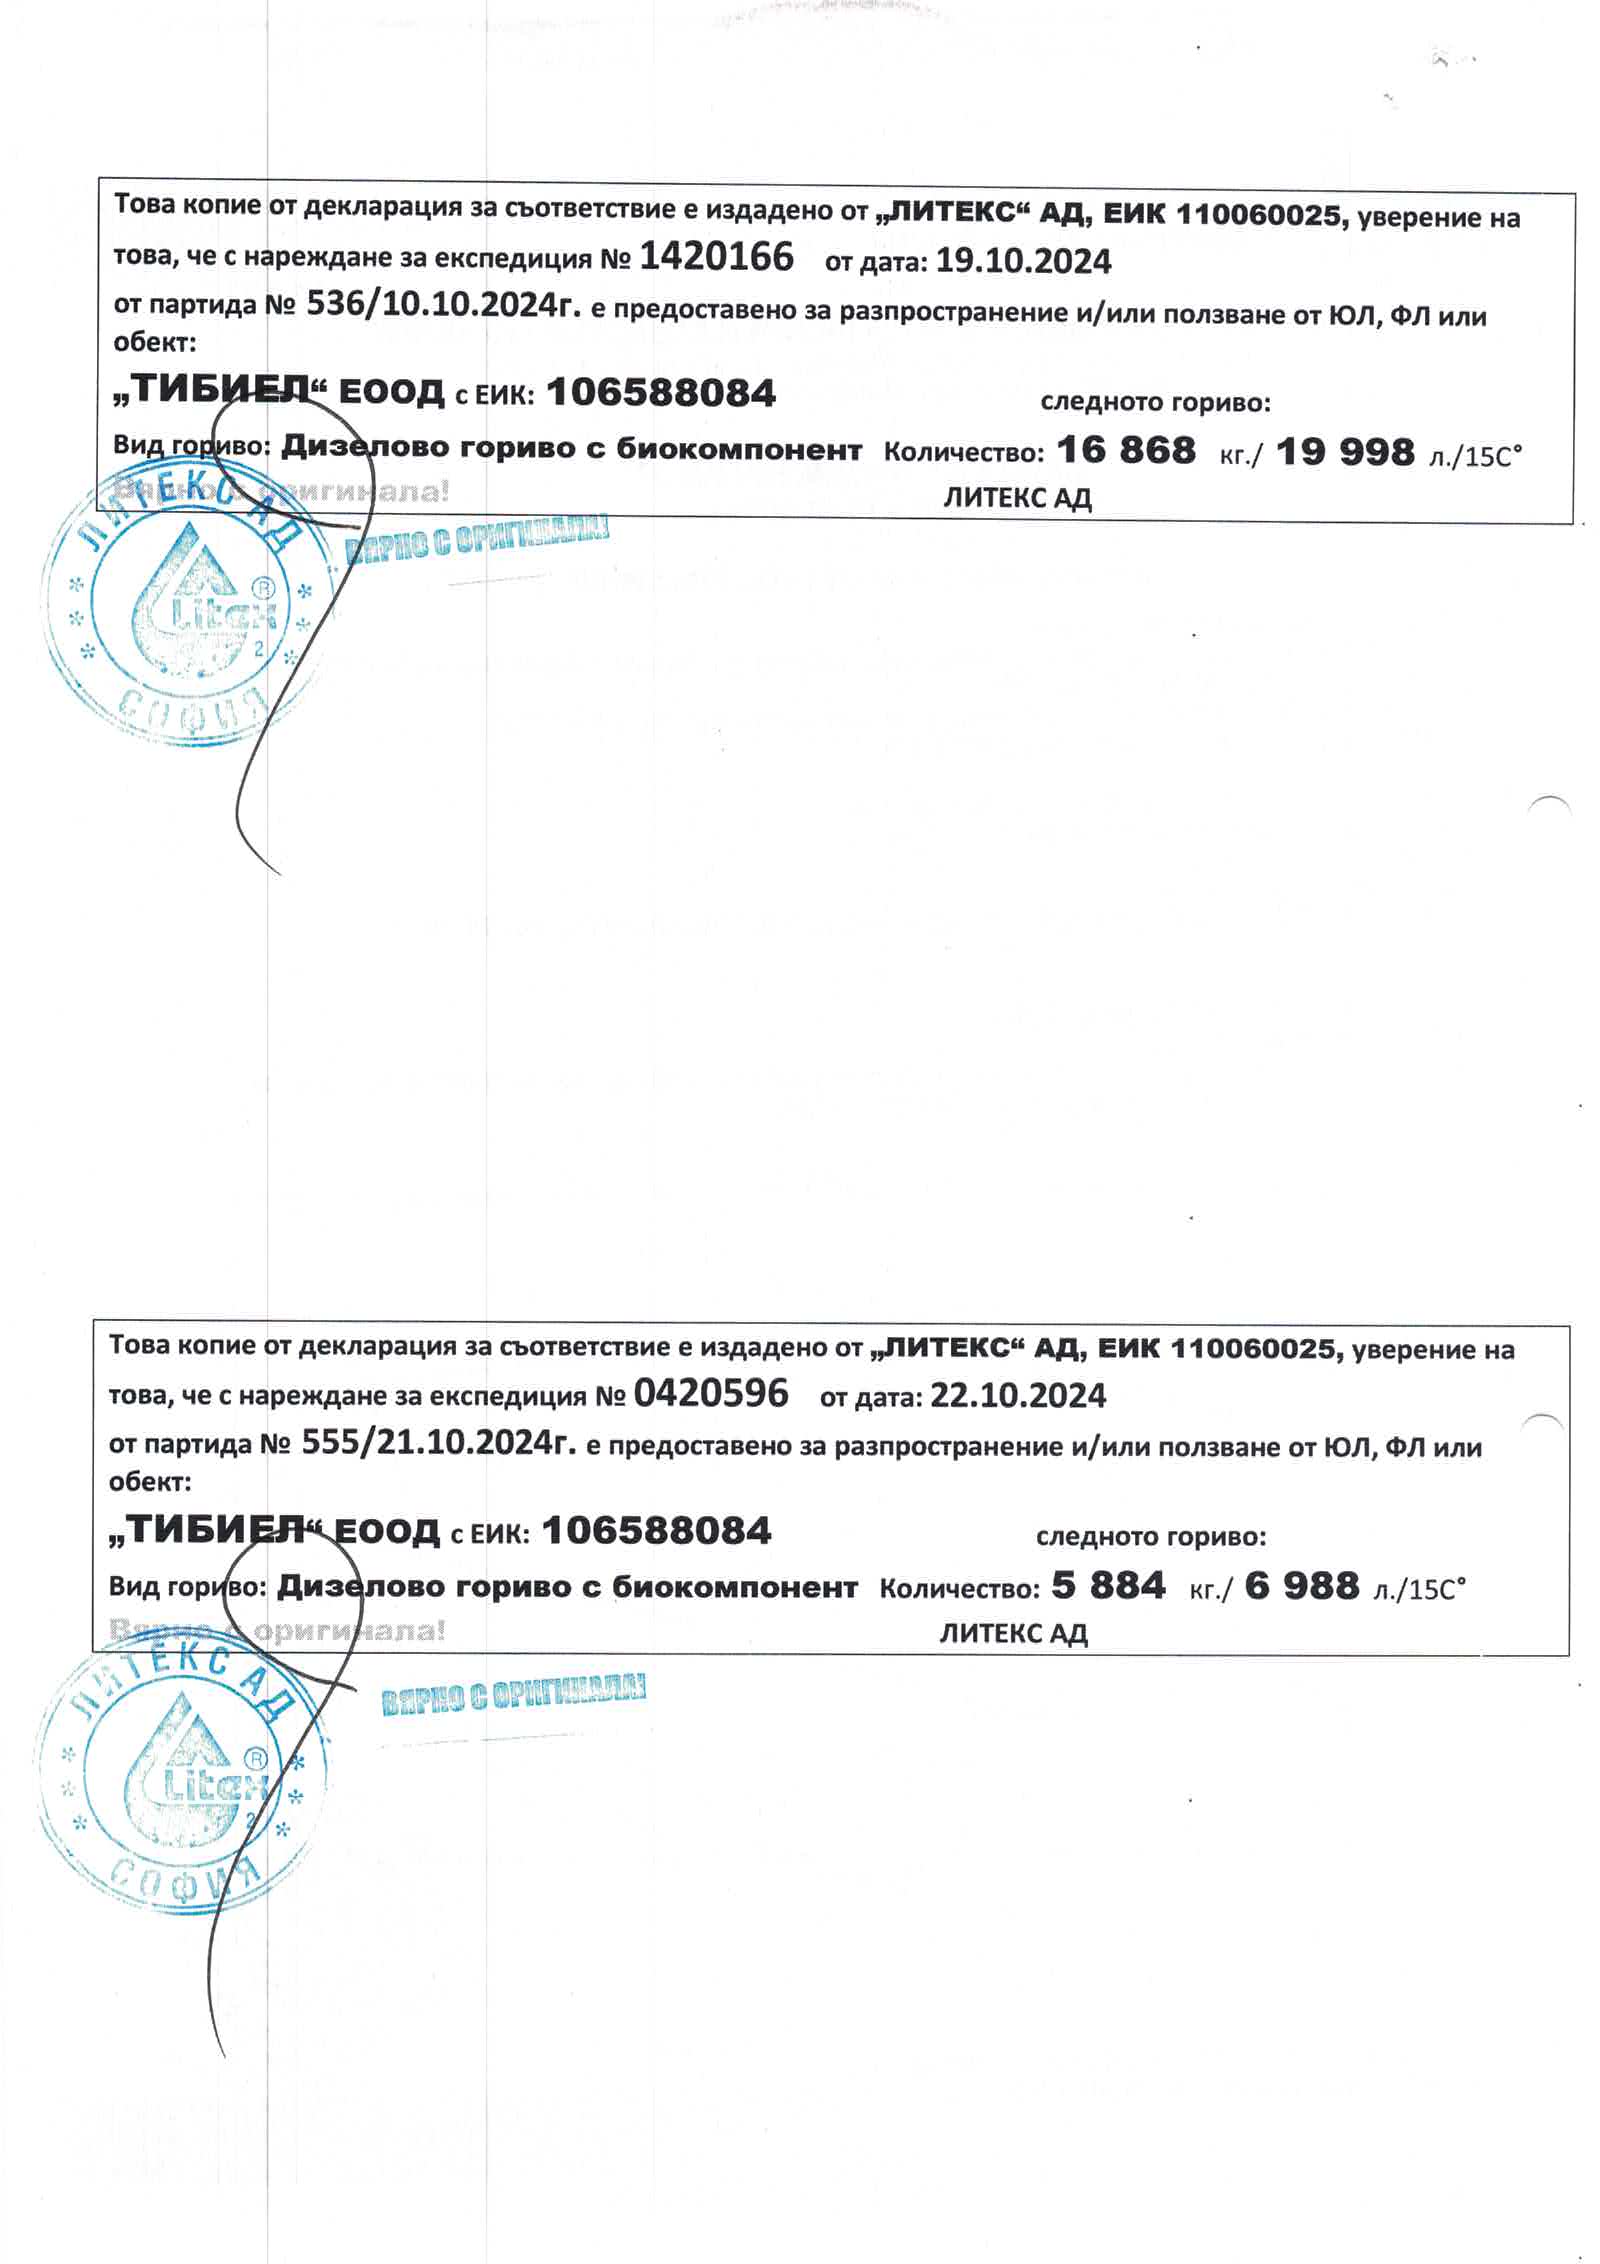 Това копие от декларация за съответствие е издадено от „ЛИТЕКС“ АД, ЕИК 110060025, уверение на
това, че с нареждане за експедиция № 1420166 от дата: 19.10.2024
от партида № 536/10.10.2024г. е предоставено за разпространение и/или ползване от ЮЛ, ФЛ или
обект:
„ТИБИЕЛ“ ЕООД с ЕИК: 106588084 следното гориво:
Вид гориво: Дизелово гориво с биокомпонент Количество: 16 868 кг./ 19 998 л./15С°
Вярно с оригинала! ЛИТЕКС АД
ВЯРНО С ОРИГИНАЛА!
ЛИТЕКС АД
Litex ®
2
СОФИЯ
Това копие от декларация за съответствие е издадено от „ЛИТЕКС“ АД, ЕИК 110060025, уверение на
това, че с нареждане за експедиция № 0420596 от дата: 22.10.2024
от партида № 555/21.10.2024г. е предоставено за разпространение и/или ползване от ЮЛ, ФЛ или
обект:
„ТИБИЕЛ“ ЕООД с ЕИК: 106588084 следното гориво:
Вид гориво: Дизелово гориво с биокомпонент Количество: 5 884 кг./ 6 988 л./15С°
Вярно с оригинала! ЛИТЕКС АД
ВЯРНО С ОРИГИНАЛА!
ЛИТЕКС АД
Litex ®
2
СОФИЯ